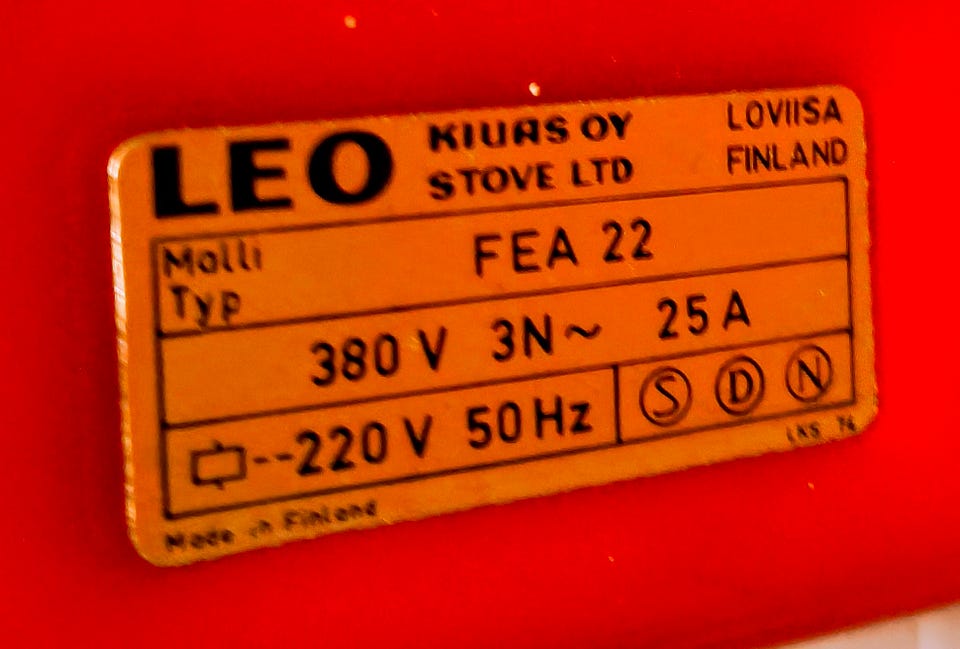 LEO KIUAS OY LOVIISA
STOVE LTD FINLAND
Malli FEA 22
Typ
380 V 3N~ 25 A
--220 V 50 Hz S D N
LKS 74
Made in Finland